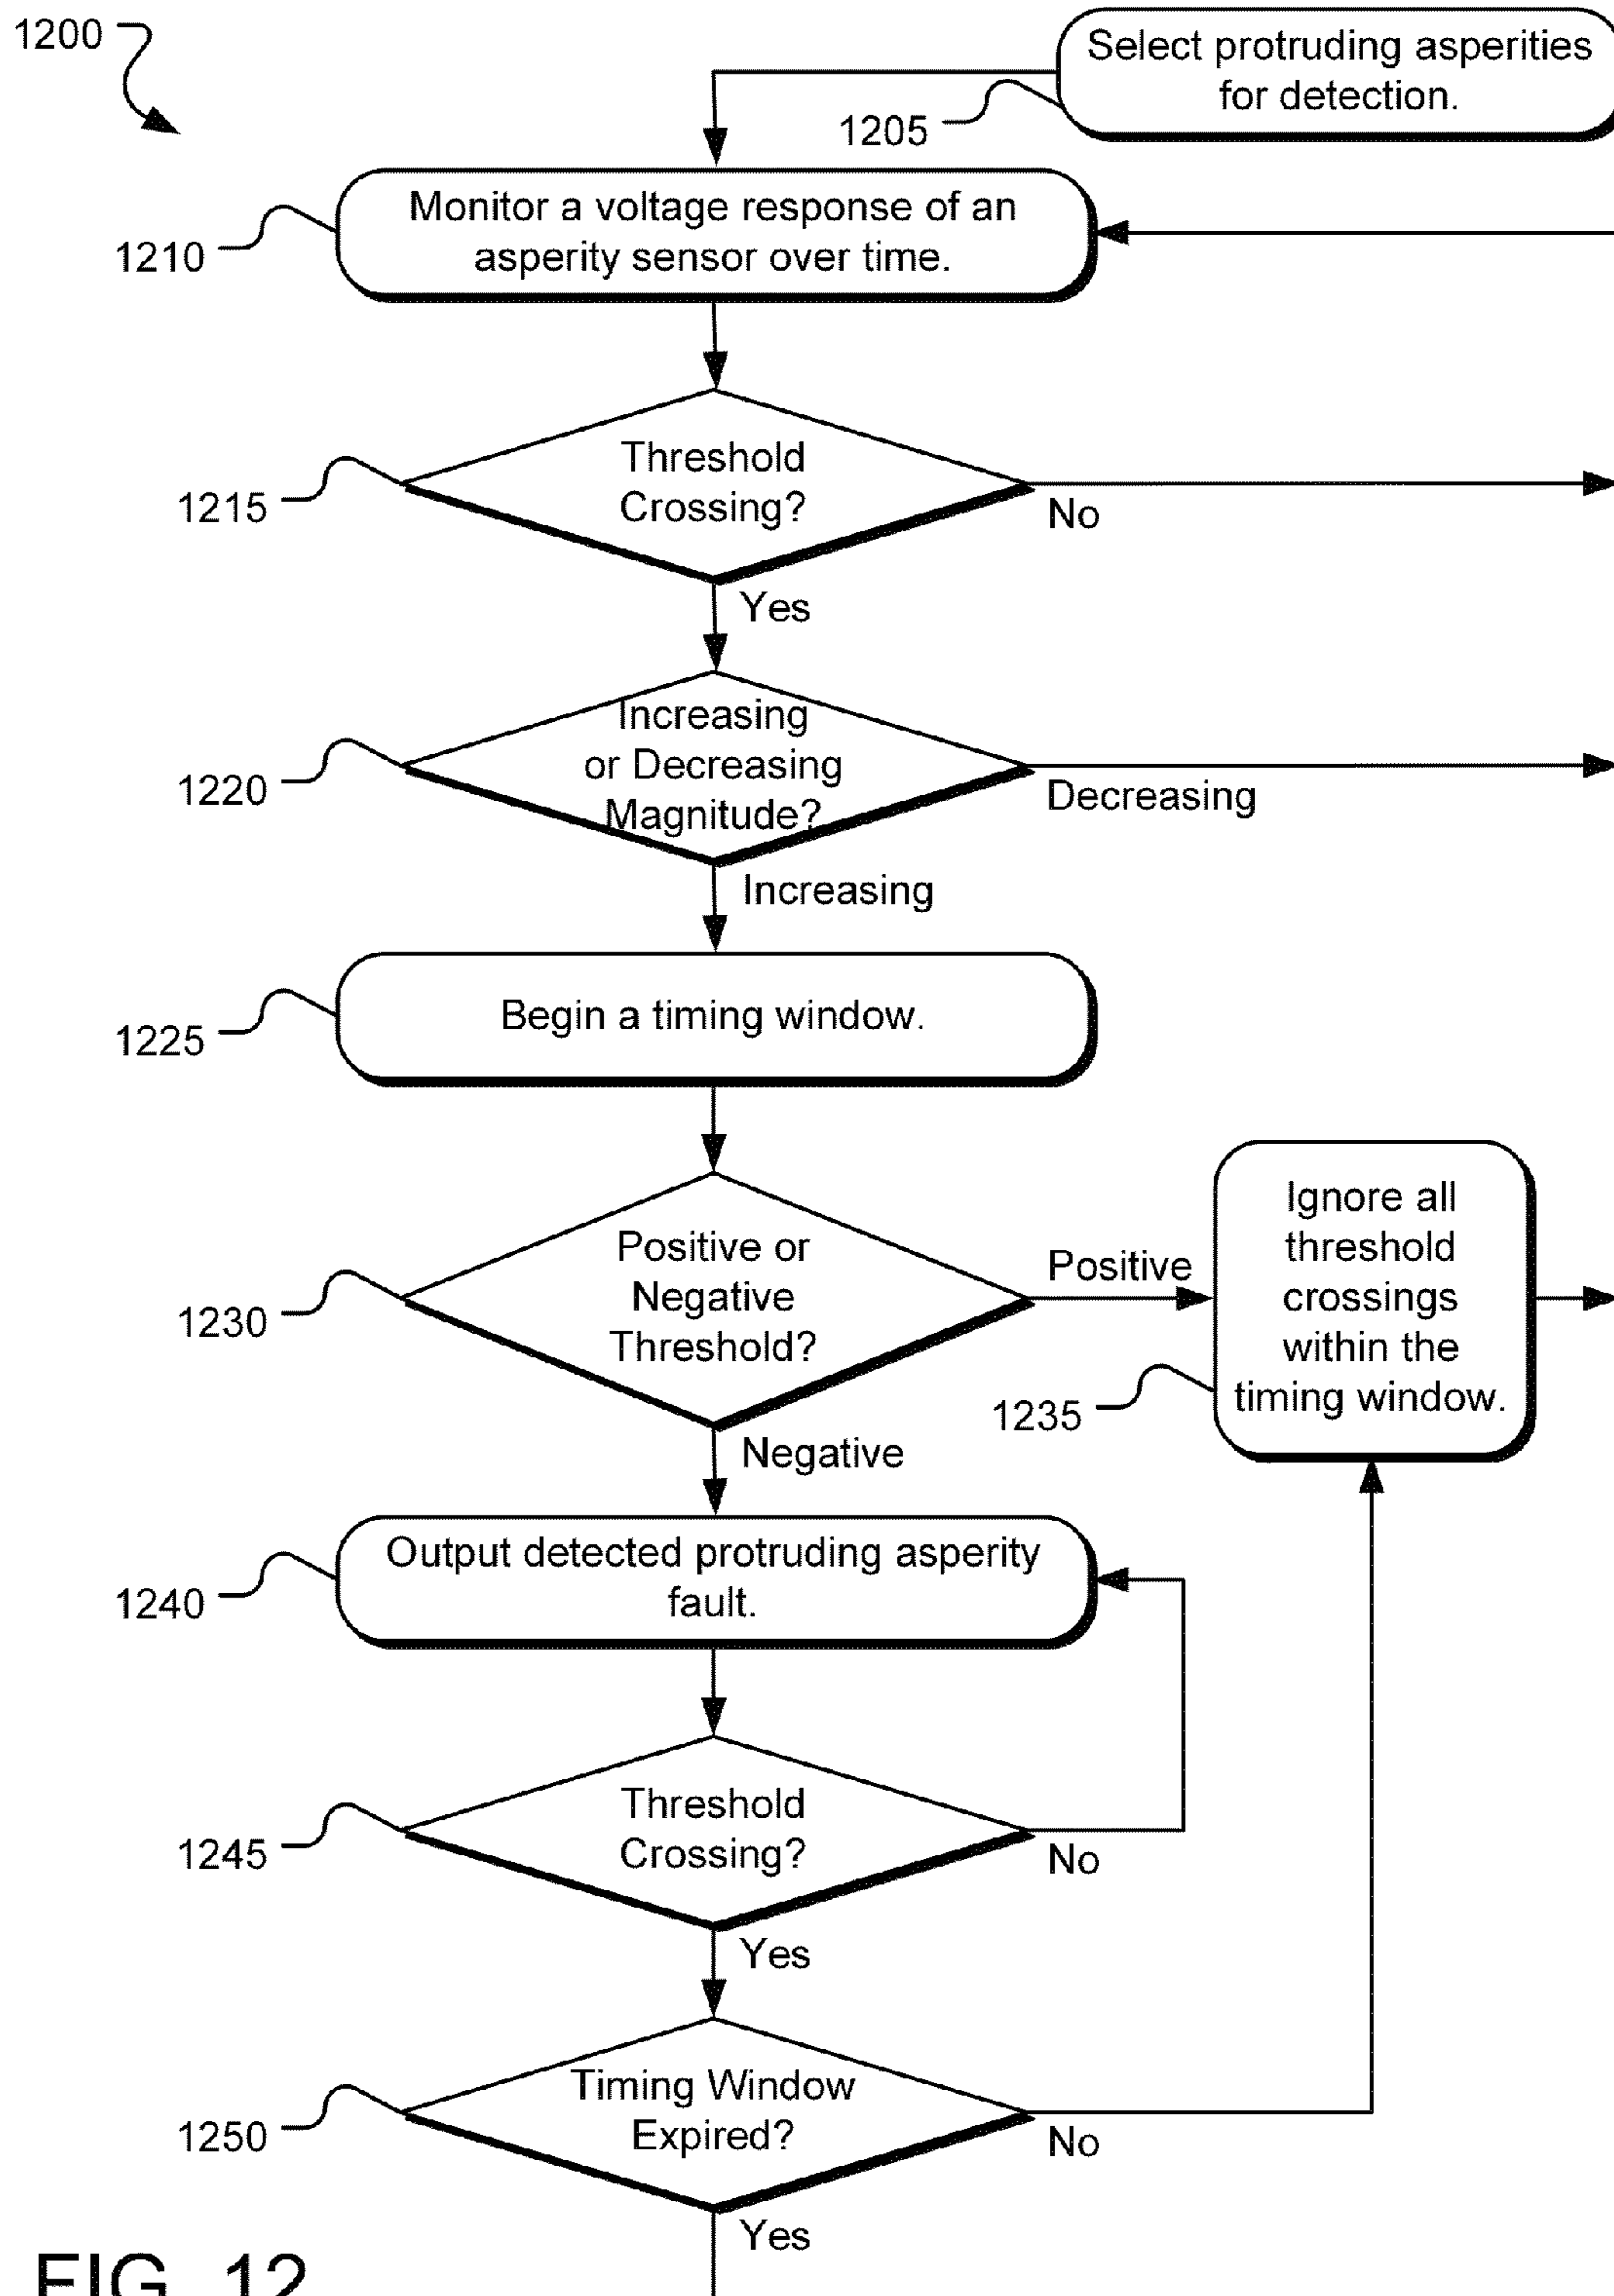 1200
Select protruding asperities
for detection.
1205
Monitor a voltage response of an
asperity sensor over time.
1210
Threshold
Crossing?
1215
No
Yes
Increasing
or Decreasing
Magnitude?
1220
Decreasing
Increasing
Begin a timing window.
1225
Positive or
Negative
Threshold?
1230
Positive
Ignore all
threshold
crossings
within the
timing window.
1235
Negative
Output detected protruding asperity
fault.
1240
Threshold
Crossing?
1245
No
Yes
Timing Window
Expired?
1250
No
Yes
FIG. 12